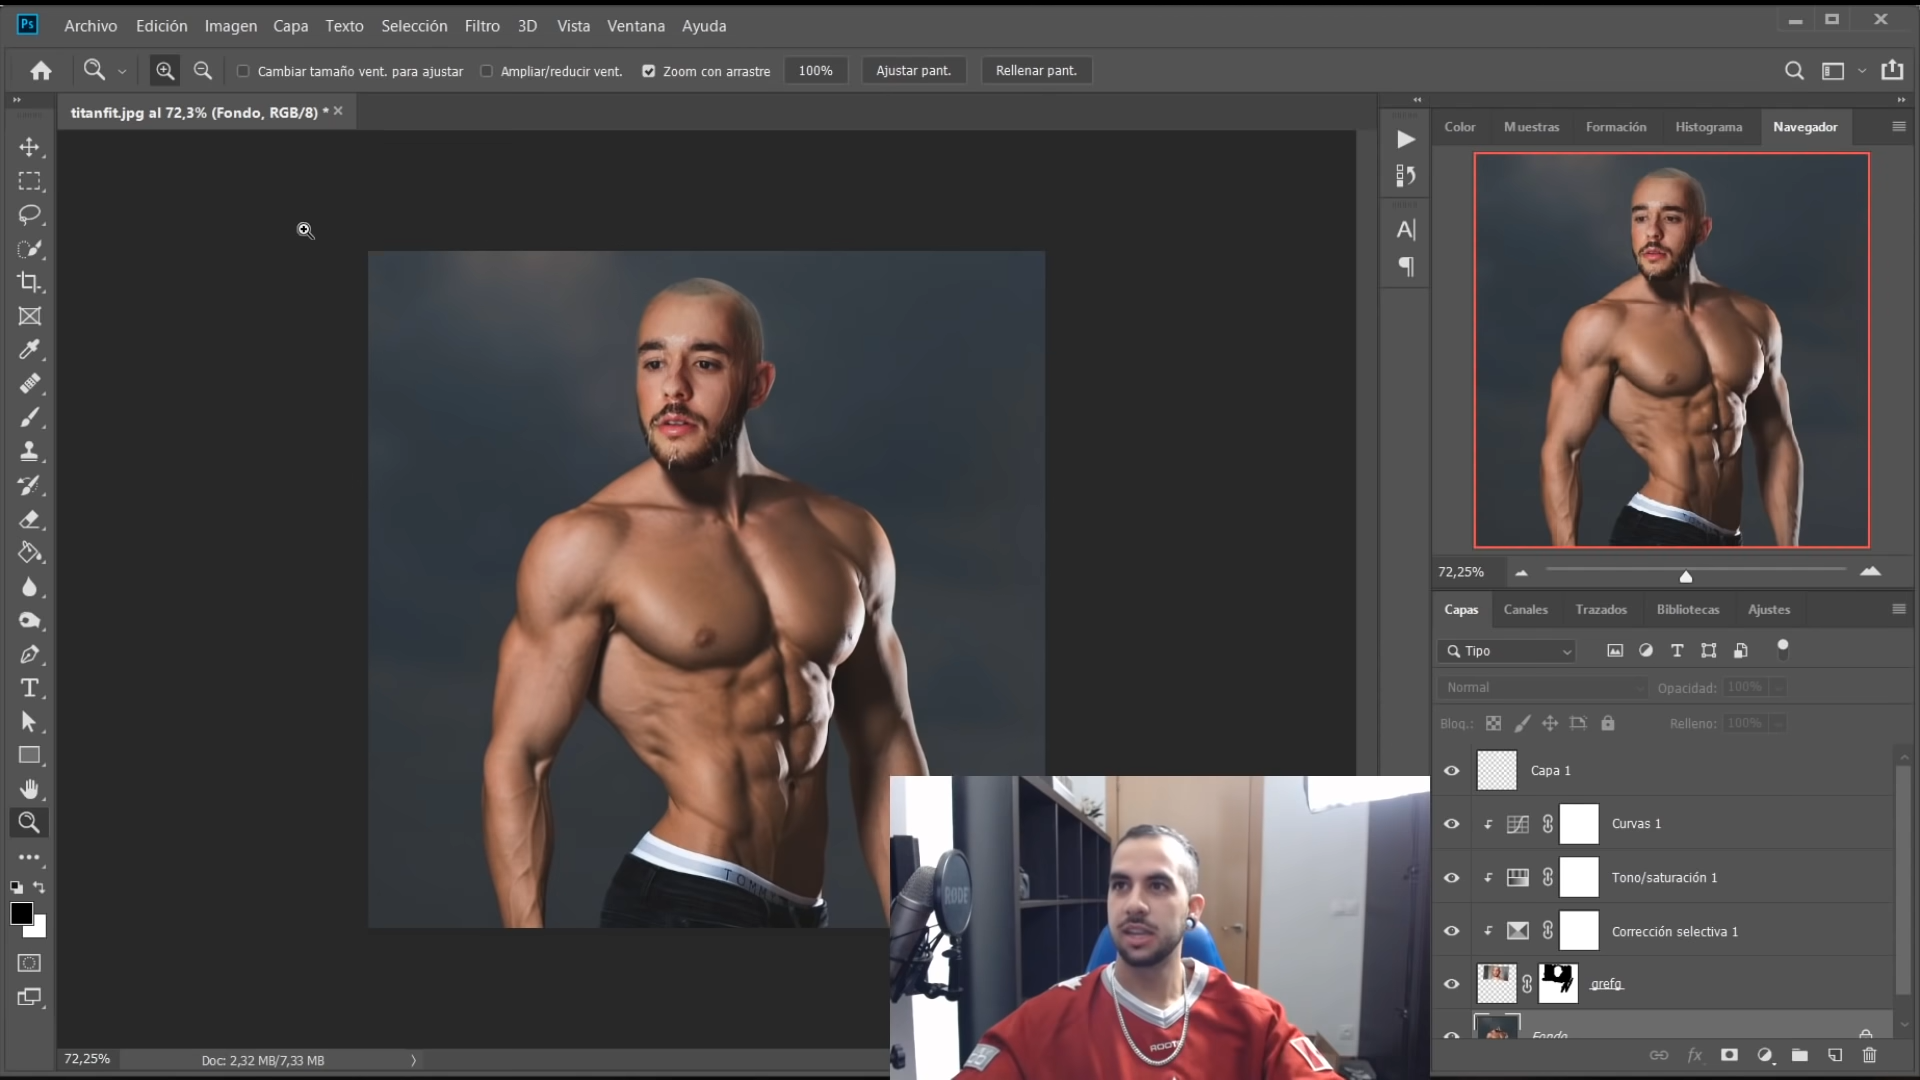 Ps Archivo Edición Imagen Capa Texto Selección Filtro 3D Vista Ventana Ayuda
Cambiar tamaño vent. para ajustar Ampliar/reducir vent. Zoom con arrastre 100% Ajustar pant. Rellenar pant.
titanfit.jpg al 72,3% (Fondo, RGB/8) *
Color Muestras Formación Histograma Navegador
72,25%
Capas Canales Trazados Bibliotecas Ajustes
Tipo
Normal Opacidad: 100%
Bloq.: Relleno: 100%
Capa 1
Curvas 1
Tono/saturación 1
Corrección selectiva 1
grefg
Fondo
TOMM
RODE
ROOT
72,25% Doc: 2,32 MB/7,33 MB
fx